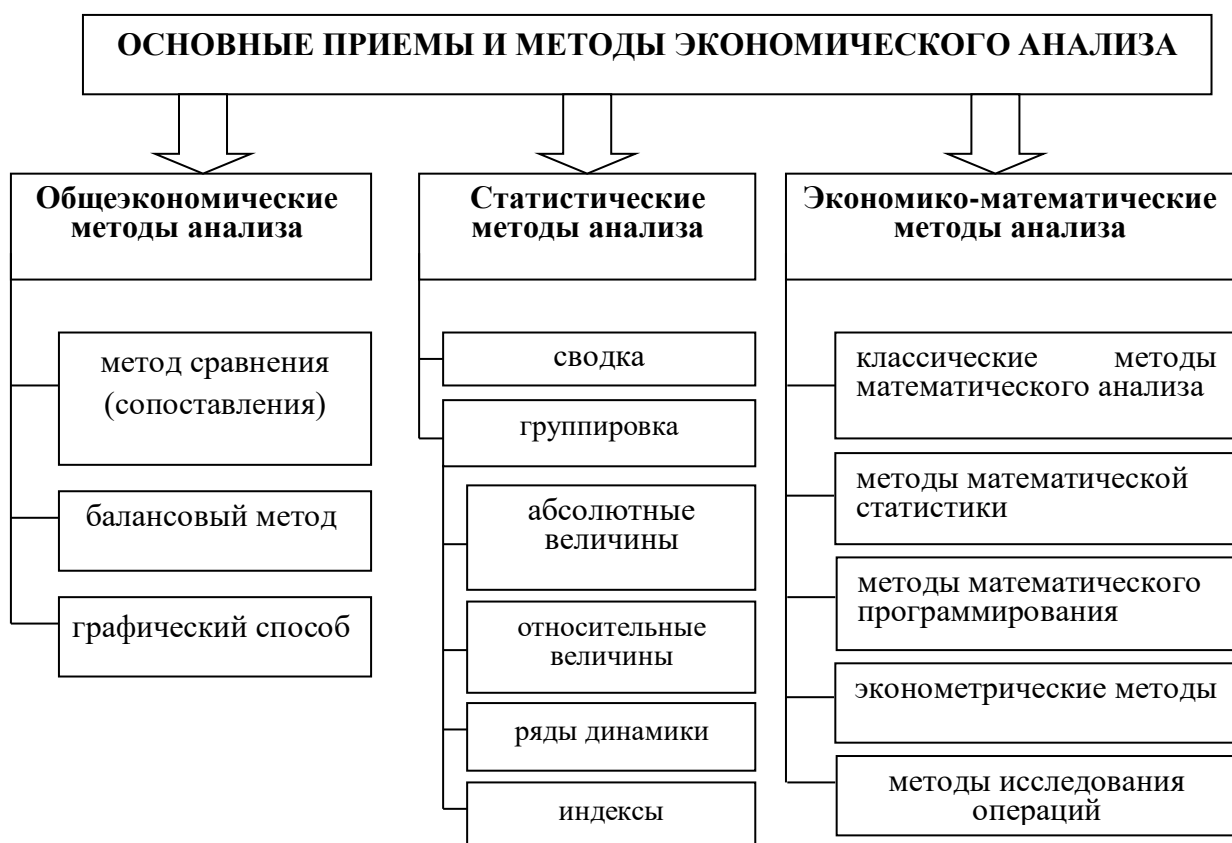 ОСНОВНЫЕ ПРИЕМЫ И МЕТОДЫ ЭКОНОМИЧЕСКОГО АНАЛИЗА
Общеэкономические
методы анализа
метод сравнения
(сопоставления)
балансовый метод
графический способ
Статистические
методы анализа
сводка
группировка
абсолютные
величины
относительные
величины
ряды динамики
индексы
Экономико-математические
методы анализа
классические методы
математического анализа
методы математической
статистики
методы математического
программирования
эконометрические методы
методы исследования
операций